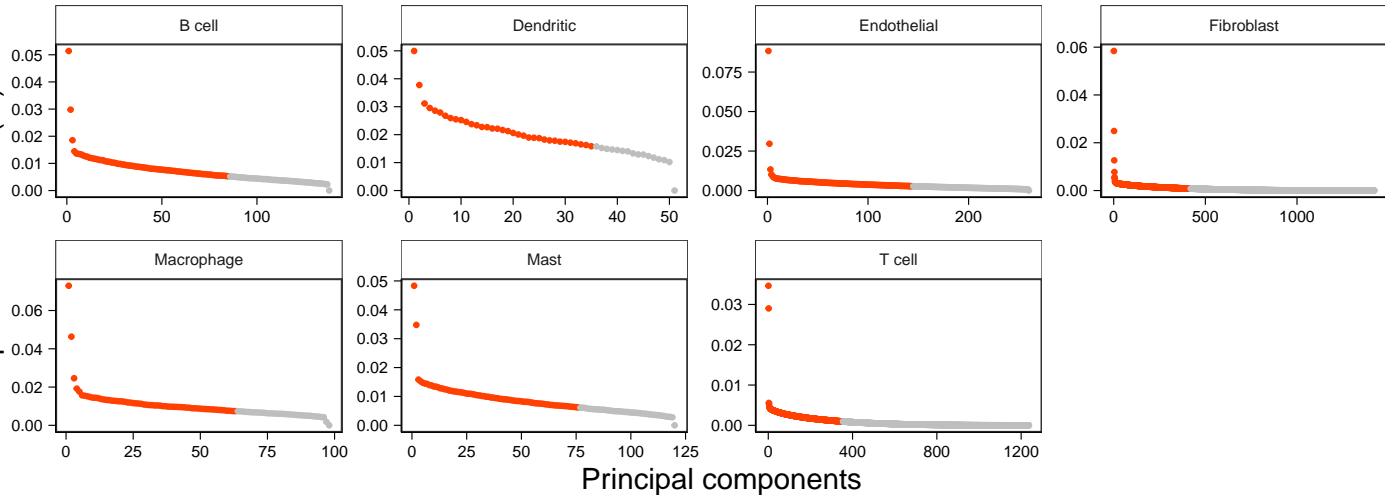 B cell Dendritic Endothelial Fibroblast
0.05 0.04 0.03 0.02 0.01 0.00
0 50 100
0.05 0.04 0.03 0.02 0.01 0.00
0 10 20 30 40 50
0.075 0.050 0.025 0.000
0 100 200
0.06 0.04 0.02 0.00
0 500 1000
Macrophage Mast T cell
0.06 0.04 0.02 0.00
0 25 50 75 100
0.05 0.04 0.03 0.02 0.01 0.00
0 25 50 75 100 125
0.03 0.02 0.01 0.00
0 400 800 1200
Principal components